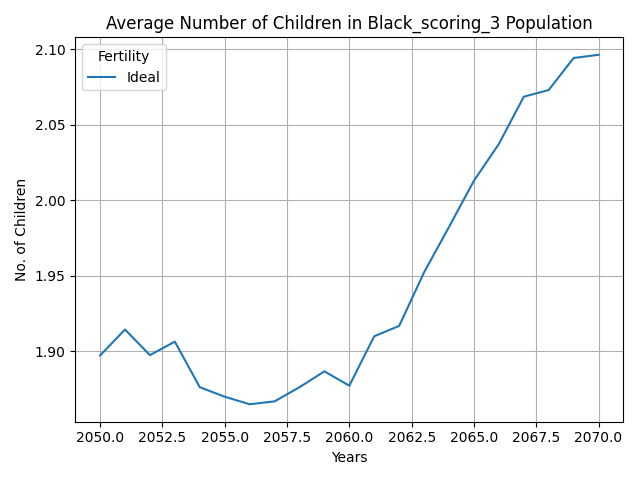 Average Number of Children in Black_scoring_3 Population
Fertility
Ideal
No. of Children
2.10
2.05
2.00
1.95
1.90
2050.0 2052.5 2055.0 2057.5 2060.0 2062.5 2065.0 2067.5 2070.0
Years